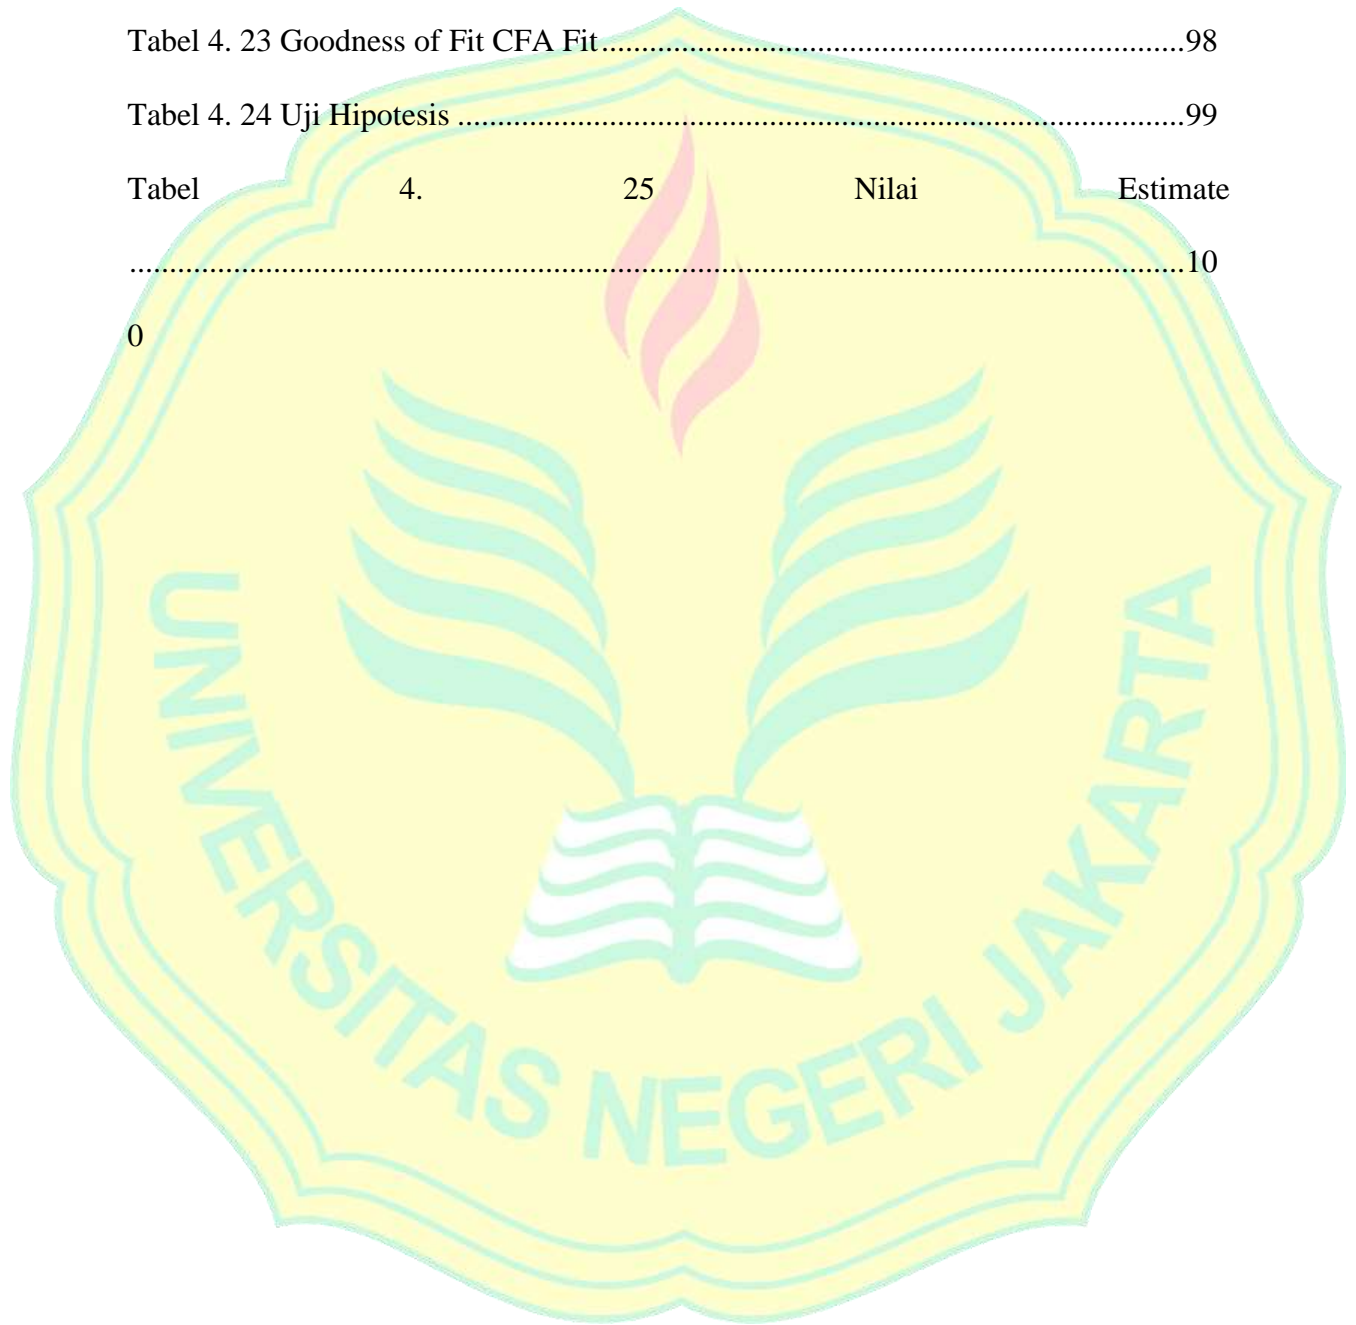 Tabel 4. 23 Goodness of Fit CFA Fit........................................................................98
Tabel 4. 24 Uji Hipotesis ..........................................................................................99
Tabel 4. 25 Nilai Estimate
...................................................................................................................................10
0
UNIVERSITAS NEGERI JAKARTA